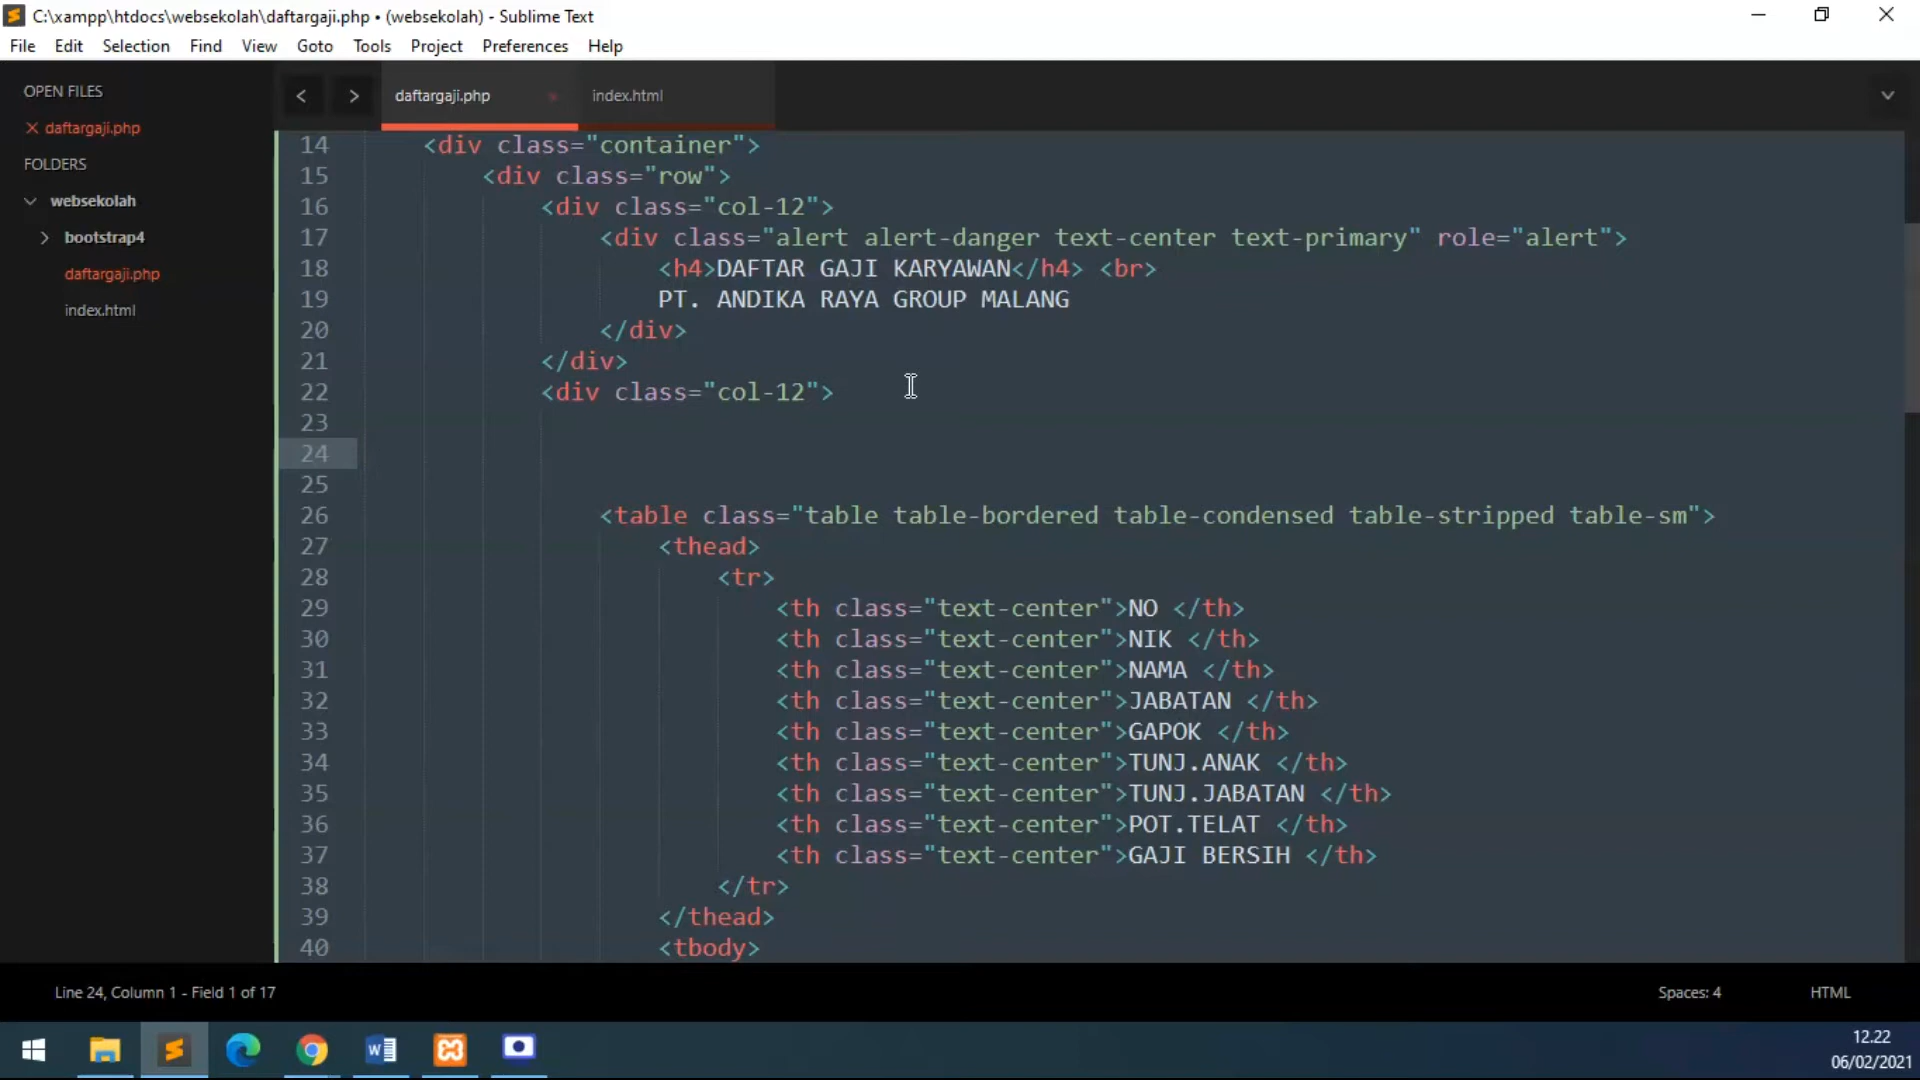 C:\xampp\htdocs\websekolah\daftargaji.php • (websekolah) - Sublime Text
File Edit Selection Find View Goto Tools Project Preferences Help
OPEN FILES
daftargaji.php
FOLDERS
websekolah
bootstrap4
daftargaji.php
index.html
daftargaji.php index.html
14 <div class="container">
15 <div class="row">
16 <div class="col-12">
17 <div class="alert alert-danger text-center text-primary" role="alert">
18 <h4>DAFTAR GAJI KARYAWAN</h4> <br>
19 PT. ANDIKA RAYA GROUP MALANG
20 </div>
21 </div>
22 <div class="col-12">
23
24
25
26 <table class="table table-bordered table-condensed table-stripped table-sm">
27 <thead>
28 <tr>
29 <th class="text-center">NO </th>
30 <th class="text-center">NIK </th>
31 <th class="text-center">NAMA </th>
32 <th class="text-center">JABATAN </th>
33 <th class="text-center">GAPOK </th>
34 <th class="text-center">TUNJ.ANAK </th>
35 <th class="text-center">TUNJ.JABATAN </th>
36 <th class="text-center">POT.TELAT </th>
37 <th class="text-center">GAJI BERSIH </th>
38 </tr>
39 </thead>
40 <tbody>
Line 24, Column 1 - Field 1 of 17 Spaces: 4 HTML
12.22
06/02/2021